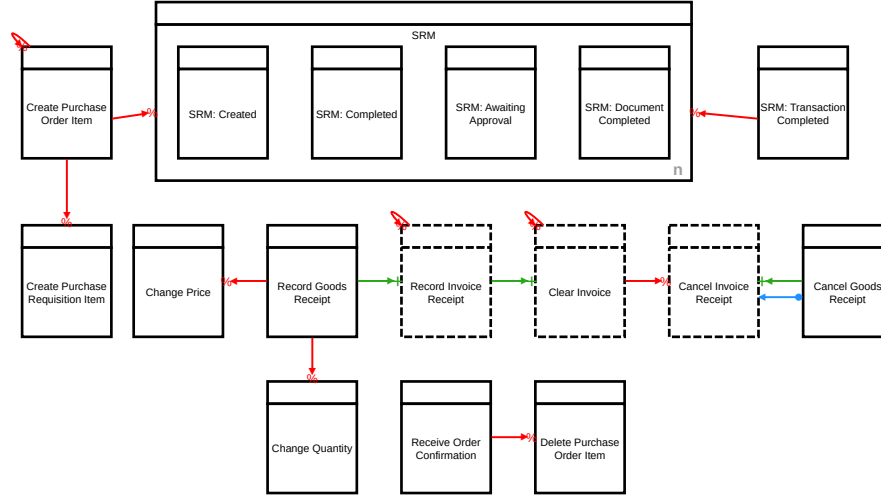 SRM
Create Purchase
Order Item
%
%
SRM: Created
SRM: Completed
SRM: Awaiting
Approval
SRM: Document
Completed
%
SRM: Transaction
Completed
n
%
%
%
Create Purchase
Requisition Item
Change Price
%
Record Goods
Receipt
+
Record Invoice
Receipt
+
Clear Invoice
%
Cancel Invoice
Receipt
+
Cancel Goods
Receipt
%
Change Quantity
Receive Order
Confirmation
%
Delete Purchase
Order Item